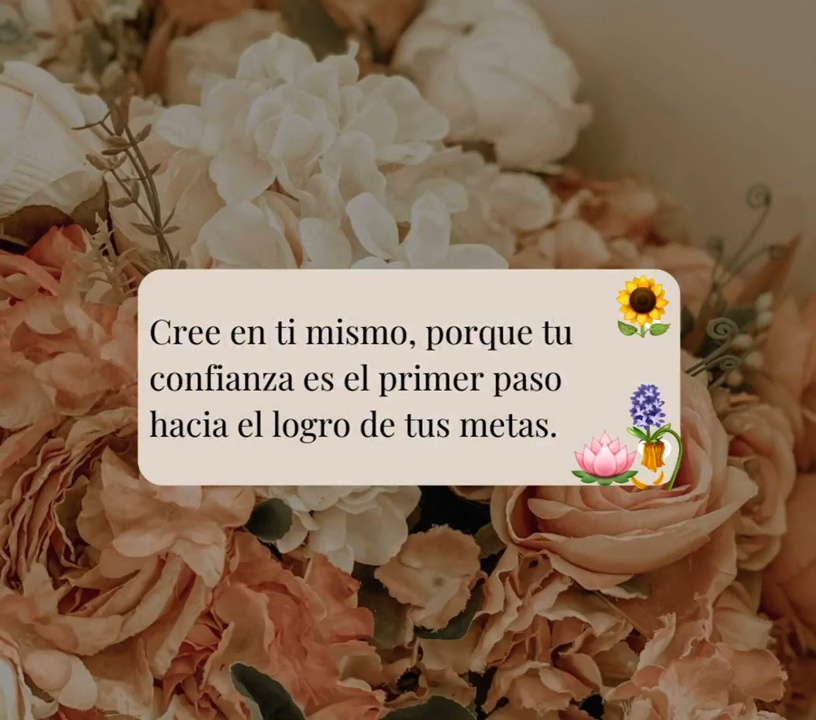 Cree en ti mismo, porque tu
confianza es el primer paso
hacia el logro de tus metas.